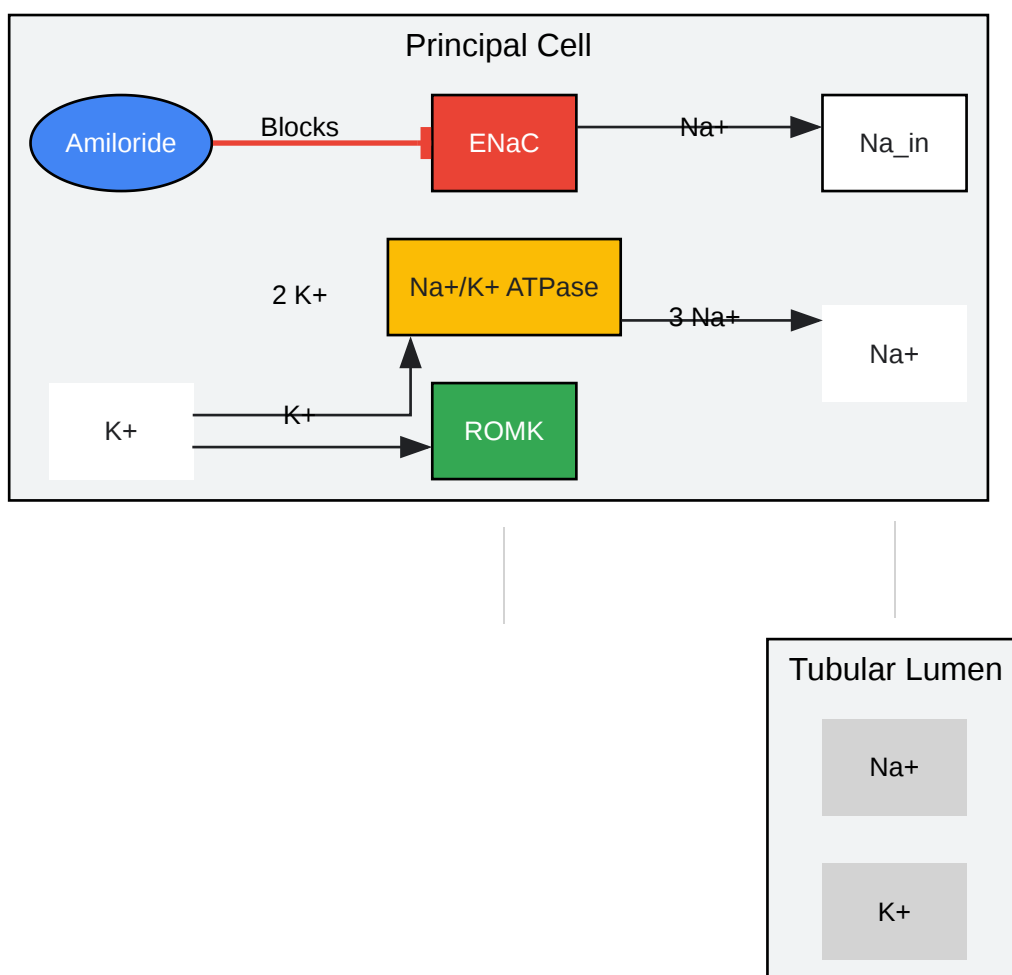 Principal Cell
Amiloride
Blocks
ENaC
Na+
Na_in
2 K+
Na+/K+ ATPase
3 Na+
Na+
K+
K+
ROMK
Tubular Lumen
Na+
K+